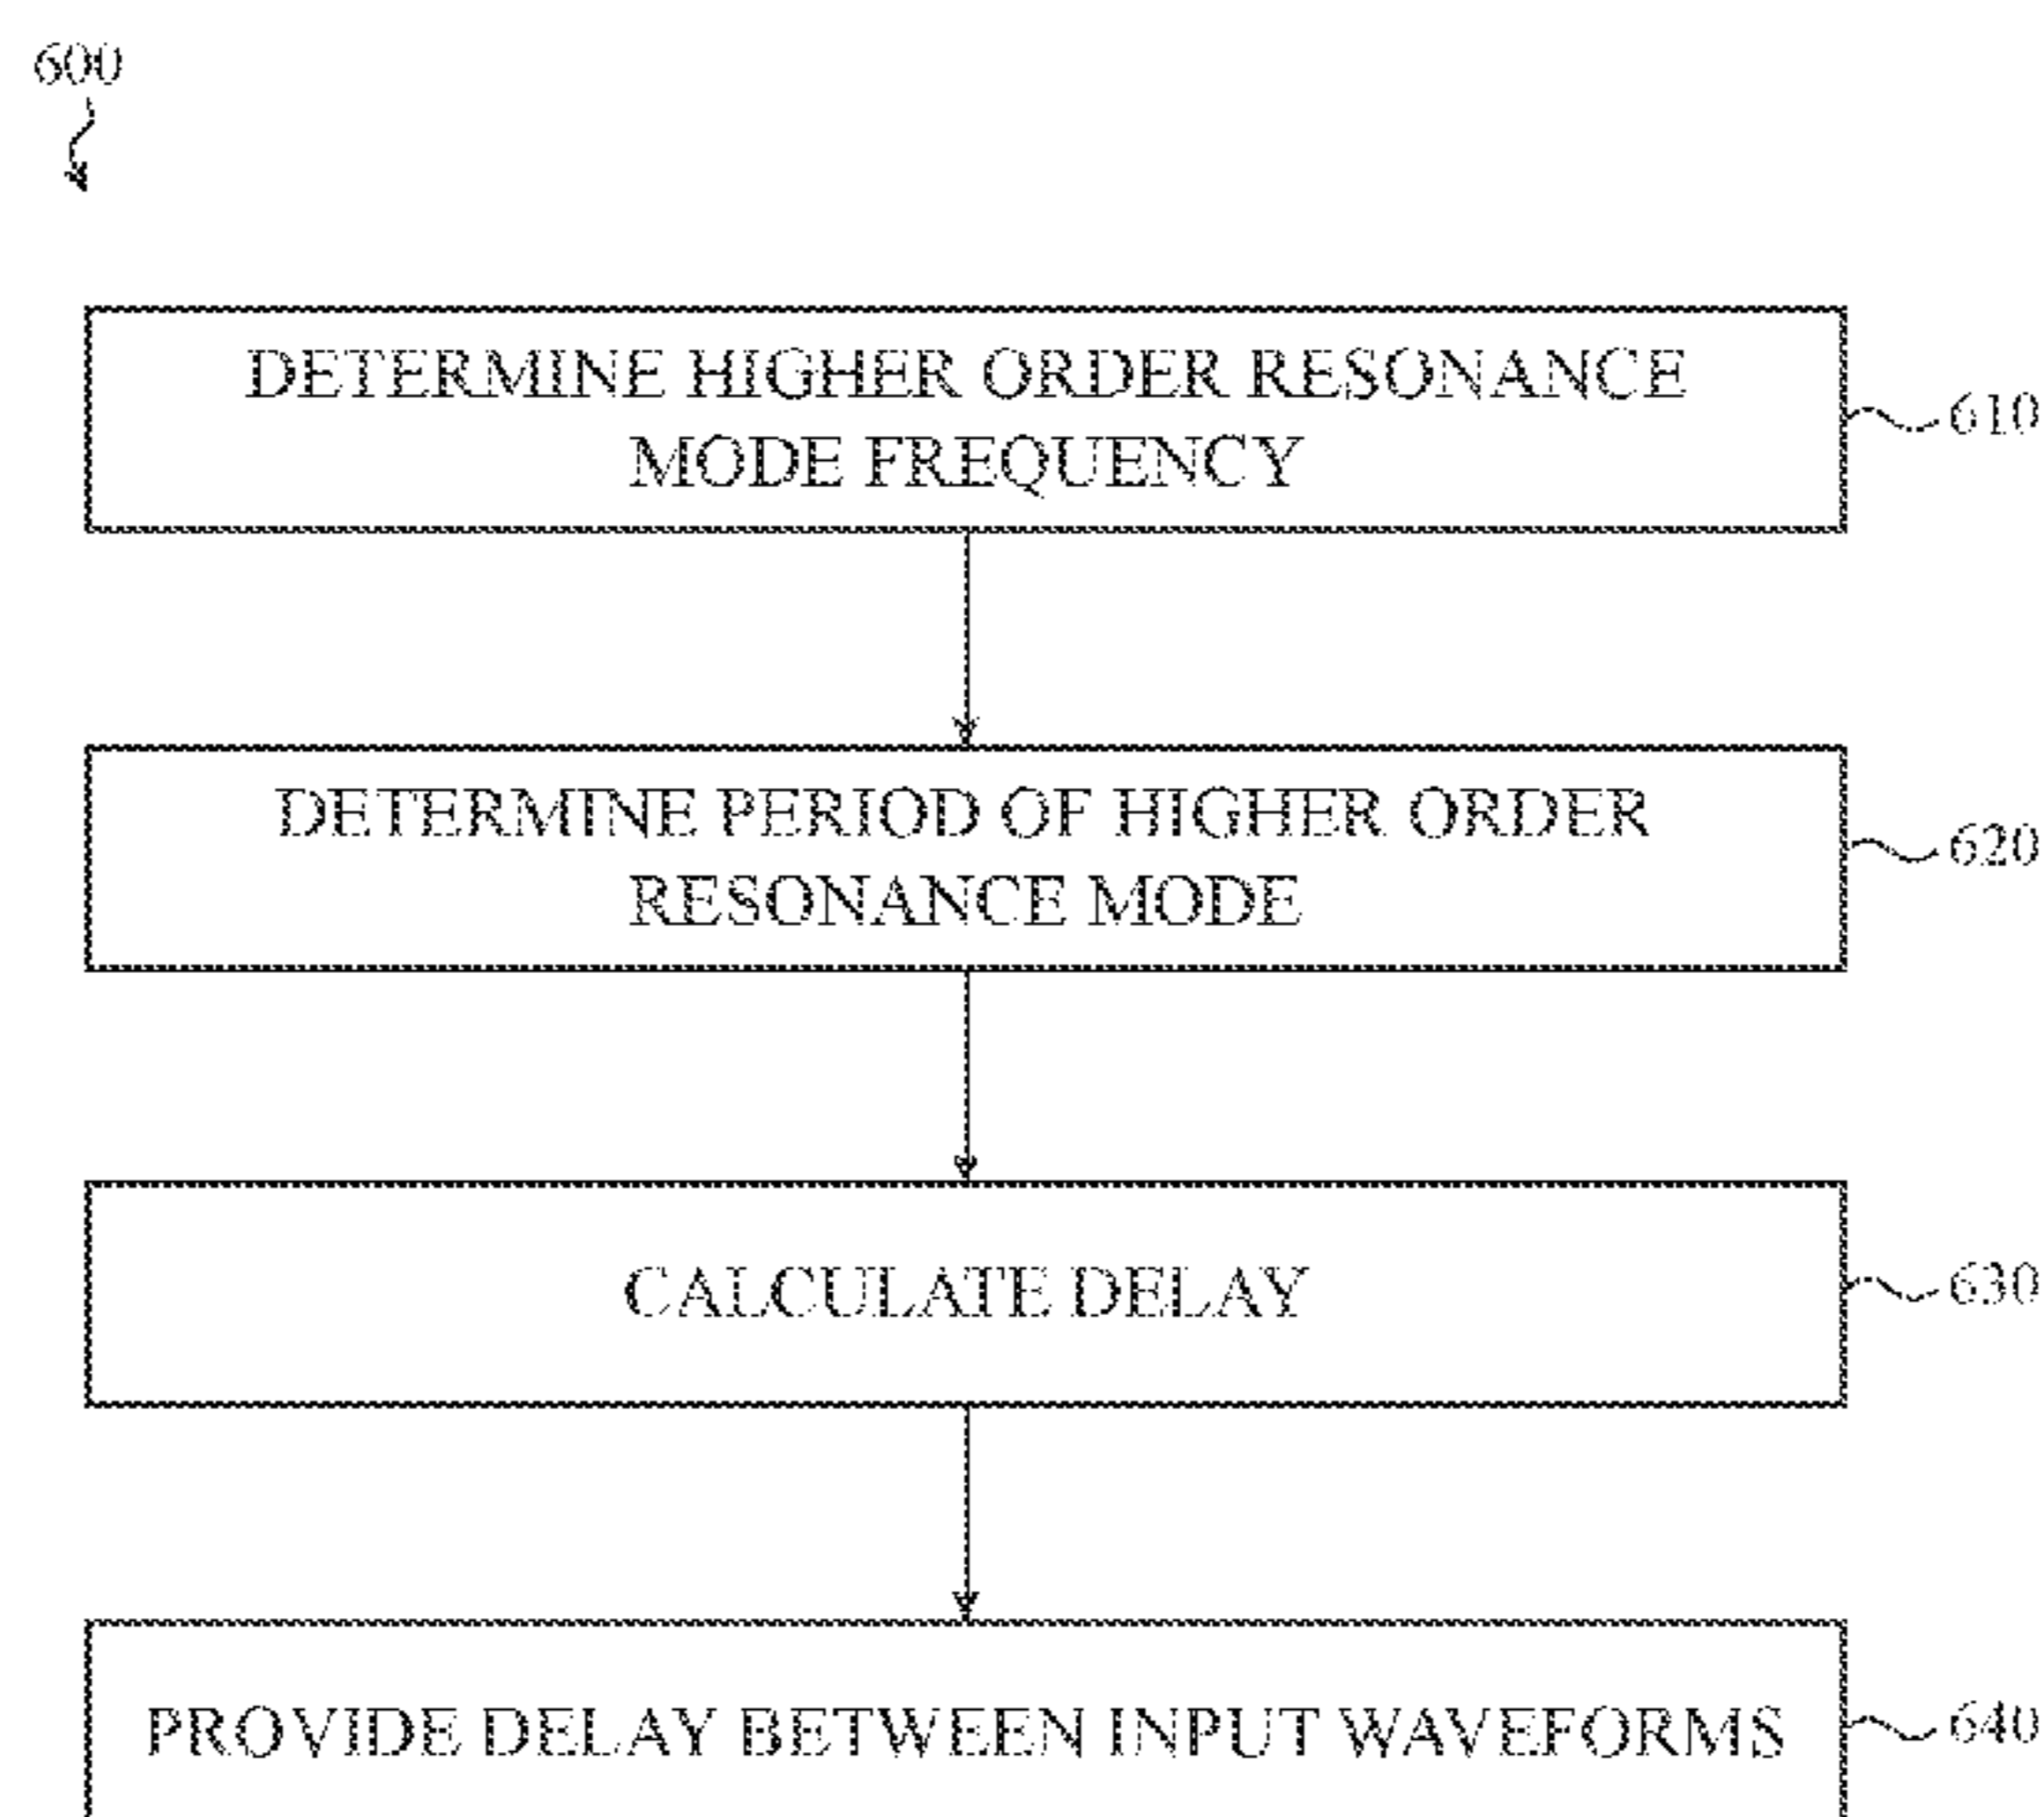 600
DETERMINE HIGHER ORDER RESONANCE
MODE FREQUENCY
610
DETERMINE PERIOD OF HIGHER ORDER
RESONANCE MODE
620
CALCULATE DELAY
630
PROVIDE DELAY BETWEEN INPUT WAVEFORMS
640